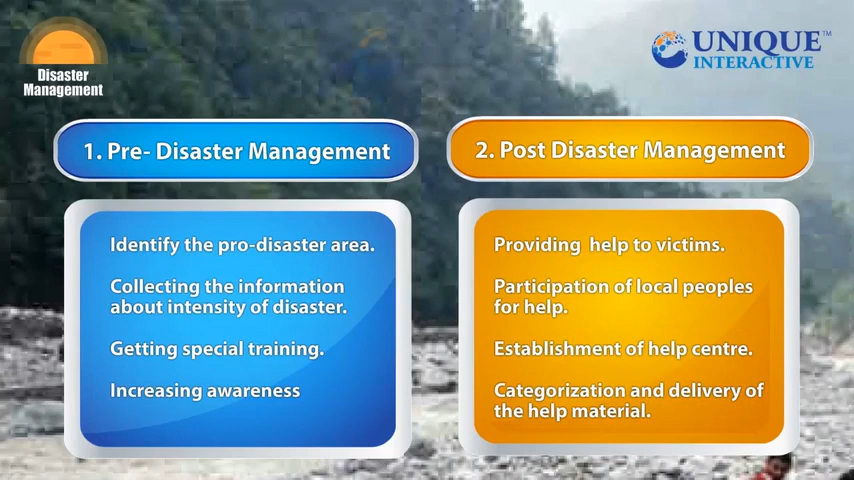 Disaster
Management
UNIQUE™
INTERACTIVE
1. Pre- Disaster Management
Identify the pro-disaster area.
Collecting the information
about intensity of disaster.
Getting special training.
Increasing awareness
2. Post Disaster Management
Providing help to victims.
Participation of local peoples
for help.
Establishment of help centre.
Categorization and delivery of
the help material.